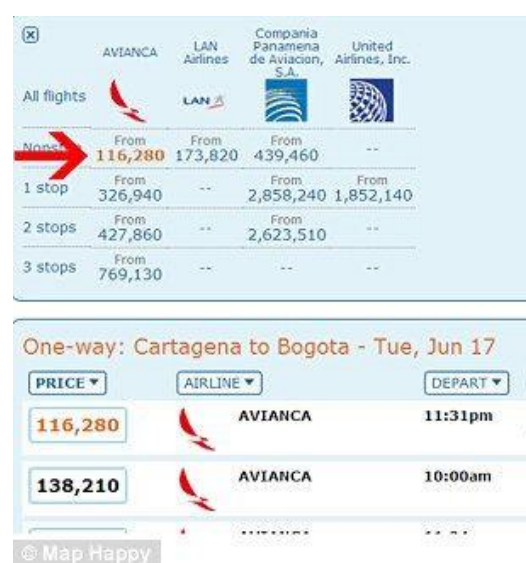 AVIANCA
LAN
Airlines
Compania
Panamena
de Aviacion,
S.A.
United
Airlines, Inc.
All flights
LAN
From From From
116,280 173,820 439,460 --
1 stop
From From From
326,940 -- 2,858,240 1,852,140
2 stops
From From
427,860 -- 2,623,510 --
3 stops
From
769,130 -- -- --
One-way: Cartagena to Bogota - Tue, Jun 17
PRICE ▼ AIRLINE ▼ DEPART ▼
116,280 AVIANCA 11:31pm
138,210 AVIANCA 10:00am
© Map Happy